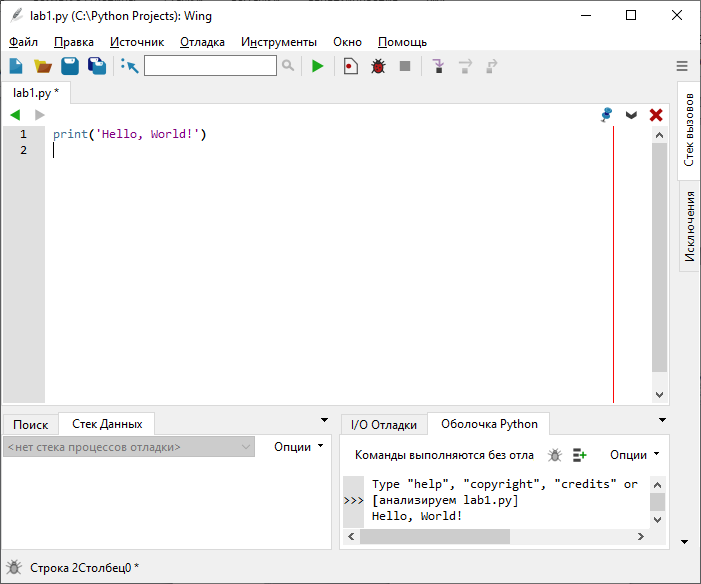 lab1.py (C:\Python Projects): Wing
Файл Правка Источник Отладка Инструменты Окно Помощь
lab1.py *
1 print('Hello, World!')
2
Стек вызовов
Исключения
Поиск Стек Данных
<нет стека процессов отладки> Опции
I/O Отладки Оболочка Python
Команды выполняются без отла Опции
Type "help", "copyright", "credits" or
>>> [анализируем lab1.py]
Hello, World!
Строка 2Столбец0 *